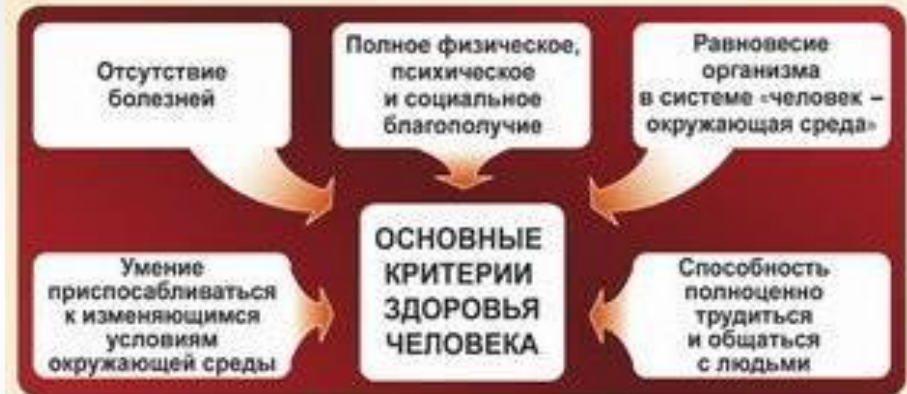 Отсутствие
болезней
Полное физическое,
психическое
и социальное
благополучие
Равновесие
организма
в системе «человек –
окружающая среда»
ОСНОВНЫЕ
КРИТЕРИИ
ЗДОРОВЬЯ
ЧЕЛОВЕКА
Умение
приспосабливаться
к изменяющимся
условиям
окружающей среды
Способность
полноценно
трудиться
и общаться
с людьми